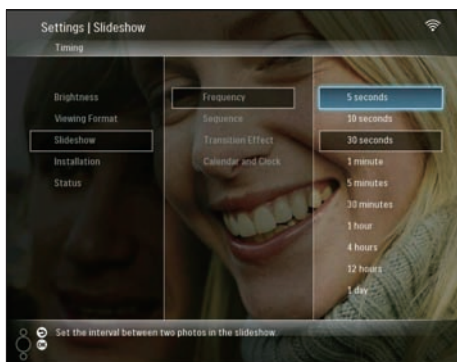 Settings | Slideshow
Timing
Brightness
Viewing Format
Slideshow
Installation
Status
Frequency
Sequence
Transition Effect
Calendar and Clock
5 seconds
10 seconds
30 seconds
1 minute
5 minutes
30 minutes
1 hour
4 hours
12 hours
1 day
OK
Set the interval between two photos in the slideshow.